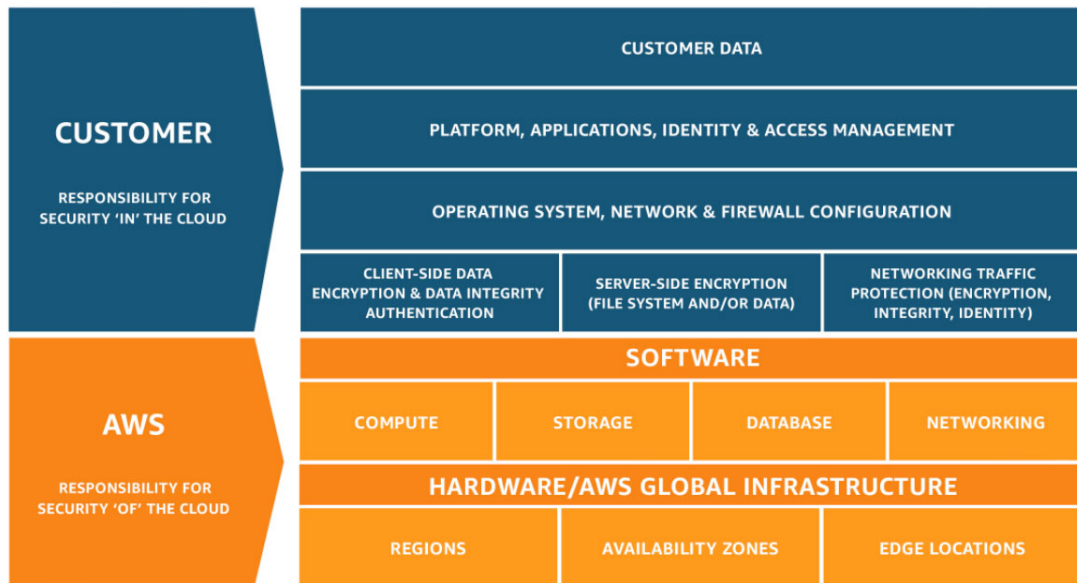 CUSTOMER
RESPONSIBILITY FOR
SECURITY ‘IN’ THE CLOUD
CUSTOMER DATA
PLATFORM, APPLICATIONS, IDENTITY & ACCESS MANAGEMENT
OPERATING SYSTEM, NETWORK & FIREWALL CONFIGURATION
CLIENT-SIDE DATA
ENCRYPTION & DATA INTEGRITY
AUTHENTICATION
SERVER-SIDE ENCRYPTION
(FILE SYSTEM AND/OR DATA)
NETWORKING TRAFFIC
PROTECTION (ENCRYPTION,
INTEGRITY, IDENTITY)
AWS
RESPONSIBILITY FOR
SECURITY ‘OF’ THE CLOUD
SOFTWARE
COMPUTE
STORAGE
DATABASE
NETWORKING
HARDWARE/AWS GLOBAL INFRASTRUCTURE
REGIONS
AVAILABILITY ZONES
EDGE LOCATIONS